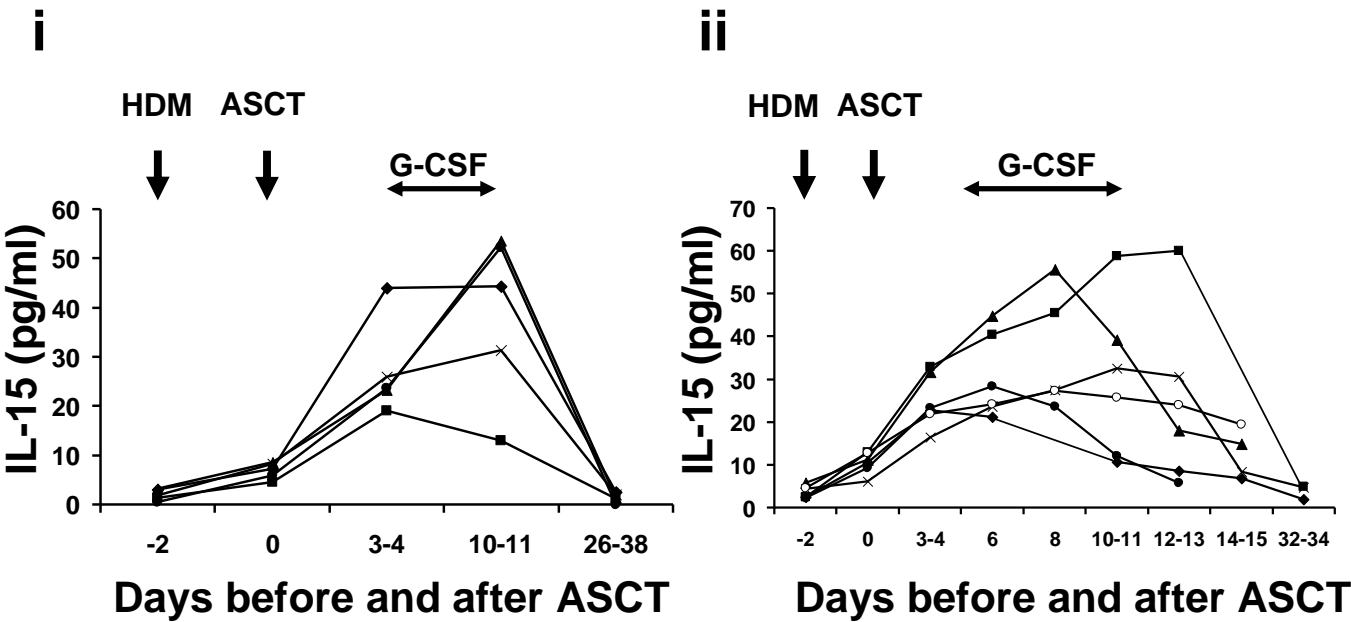 i
HDM ASCT
G-CSF
IL-15 (pg/ml)
60
50
40
30
20
10
0
-2 0 3-4 10-11 26-38
Days before and after ASCT
ii
HDM ASCT
G-CSF
IL-15 (pg/ml)
70
60
50
40
30
20
10
0
-2 0 3-4 6 8 10-11 12-13 14-15 32-34
Days before and after ASCT